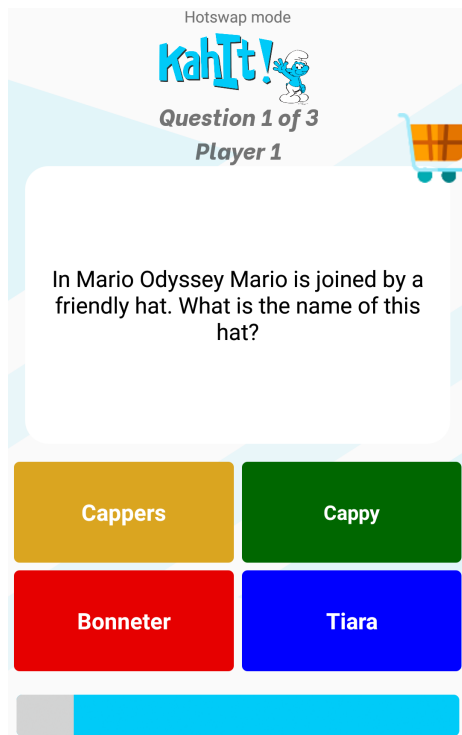 Hotswap mode
KahIt!
Question 1 of 3
Player 1
In Mario Odyssey Mario is joined by a
friendly hat. What is the name of this
hat?
Cappers
Cappy
Bonneter
Tiara